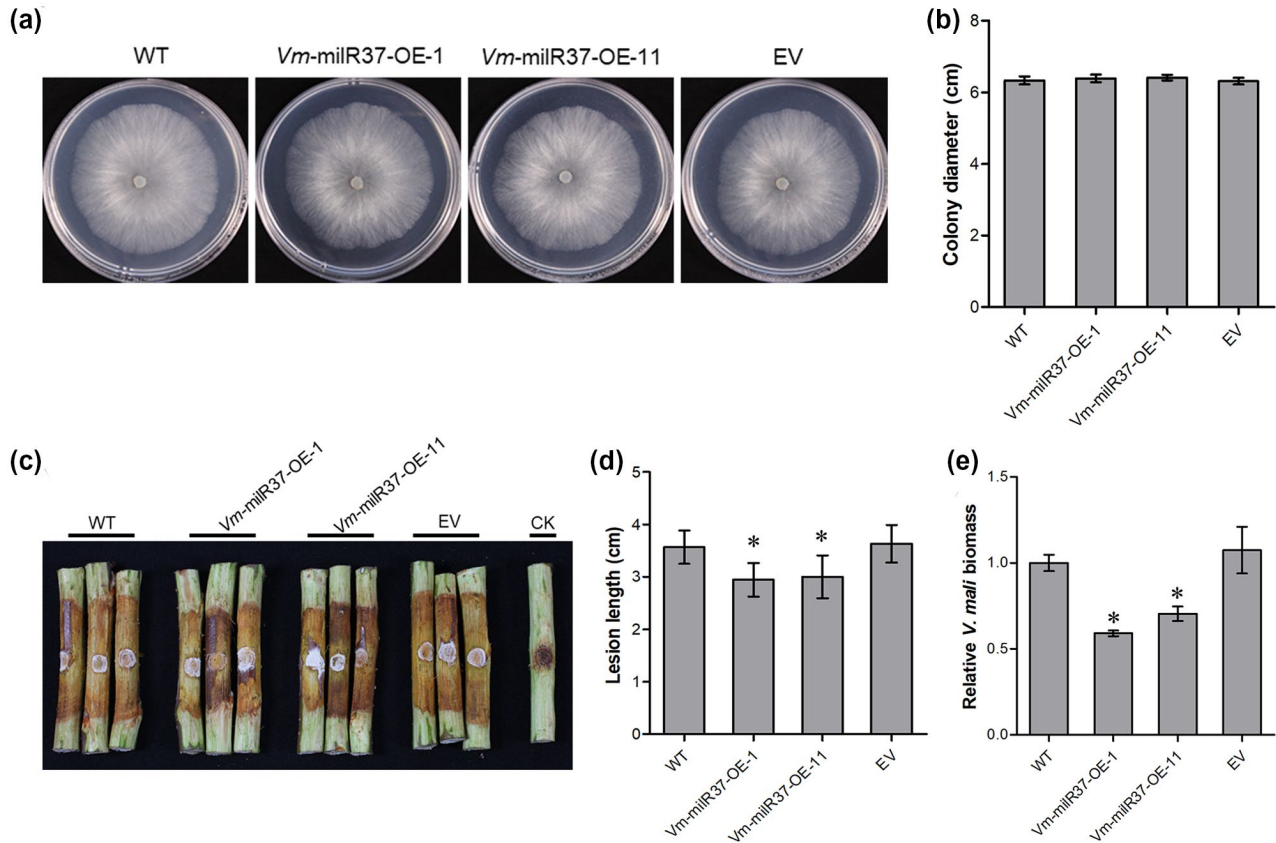 (a)
WT
Vm-milR37-OE-1
Vm-milR37-OE-11
EV
(b)
Colony diameter (cm)
8
6
4
2
0
WT
Vm-milR37-OE-1
Vm-milR37-OE-11
EV
(c)
WT
Vm-milR37-OE-1
Vm-milR37-OE-11
EV
CK
(d)
Lesion length (cm)
5
4
3
2
1
0
*
*
WT
Vm-milR37-OE-1
Vm-milR37-OE-11
EV
(e)
Relative V. mali biomass
1.5
1.0
0.5
0.0
*
*
WT
Vm-milR37-OE-1
Vm-milR37-OE-11
EV